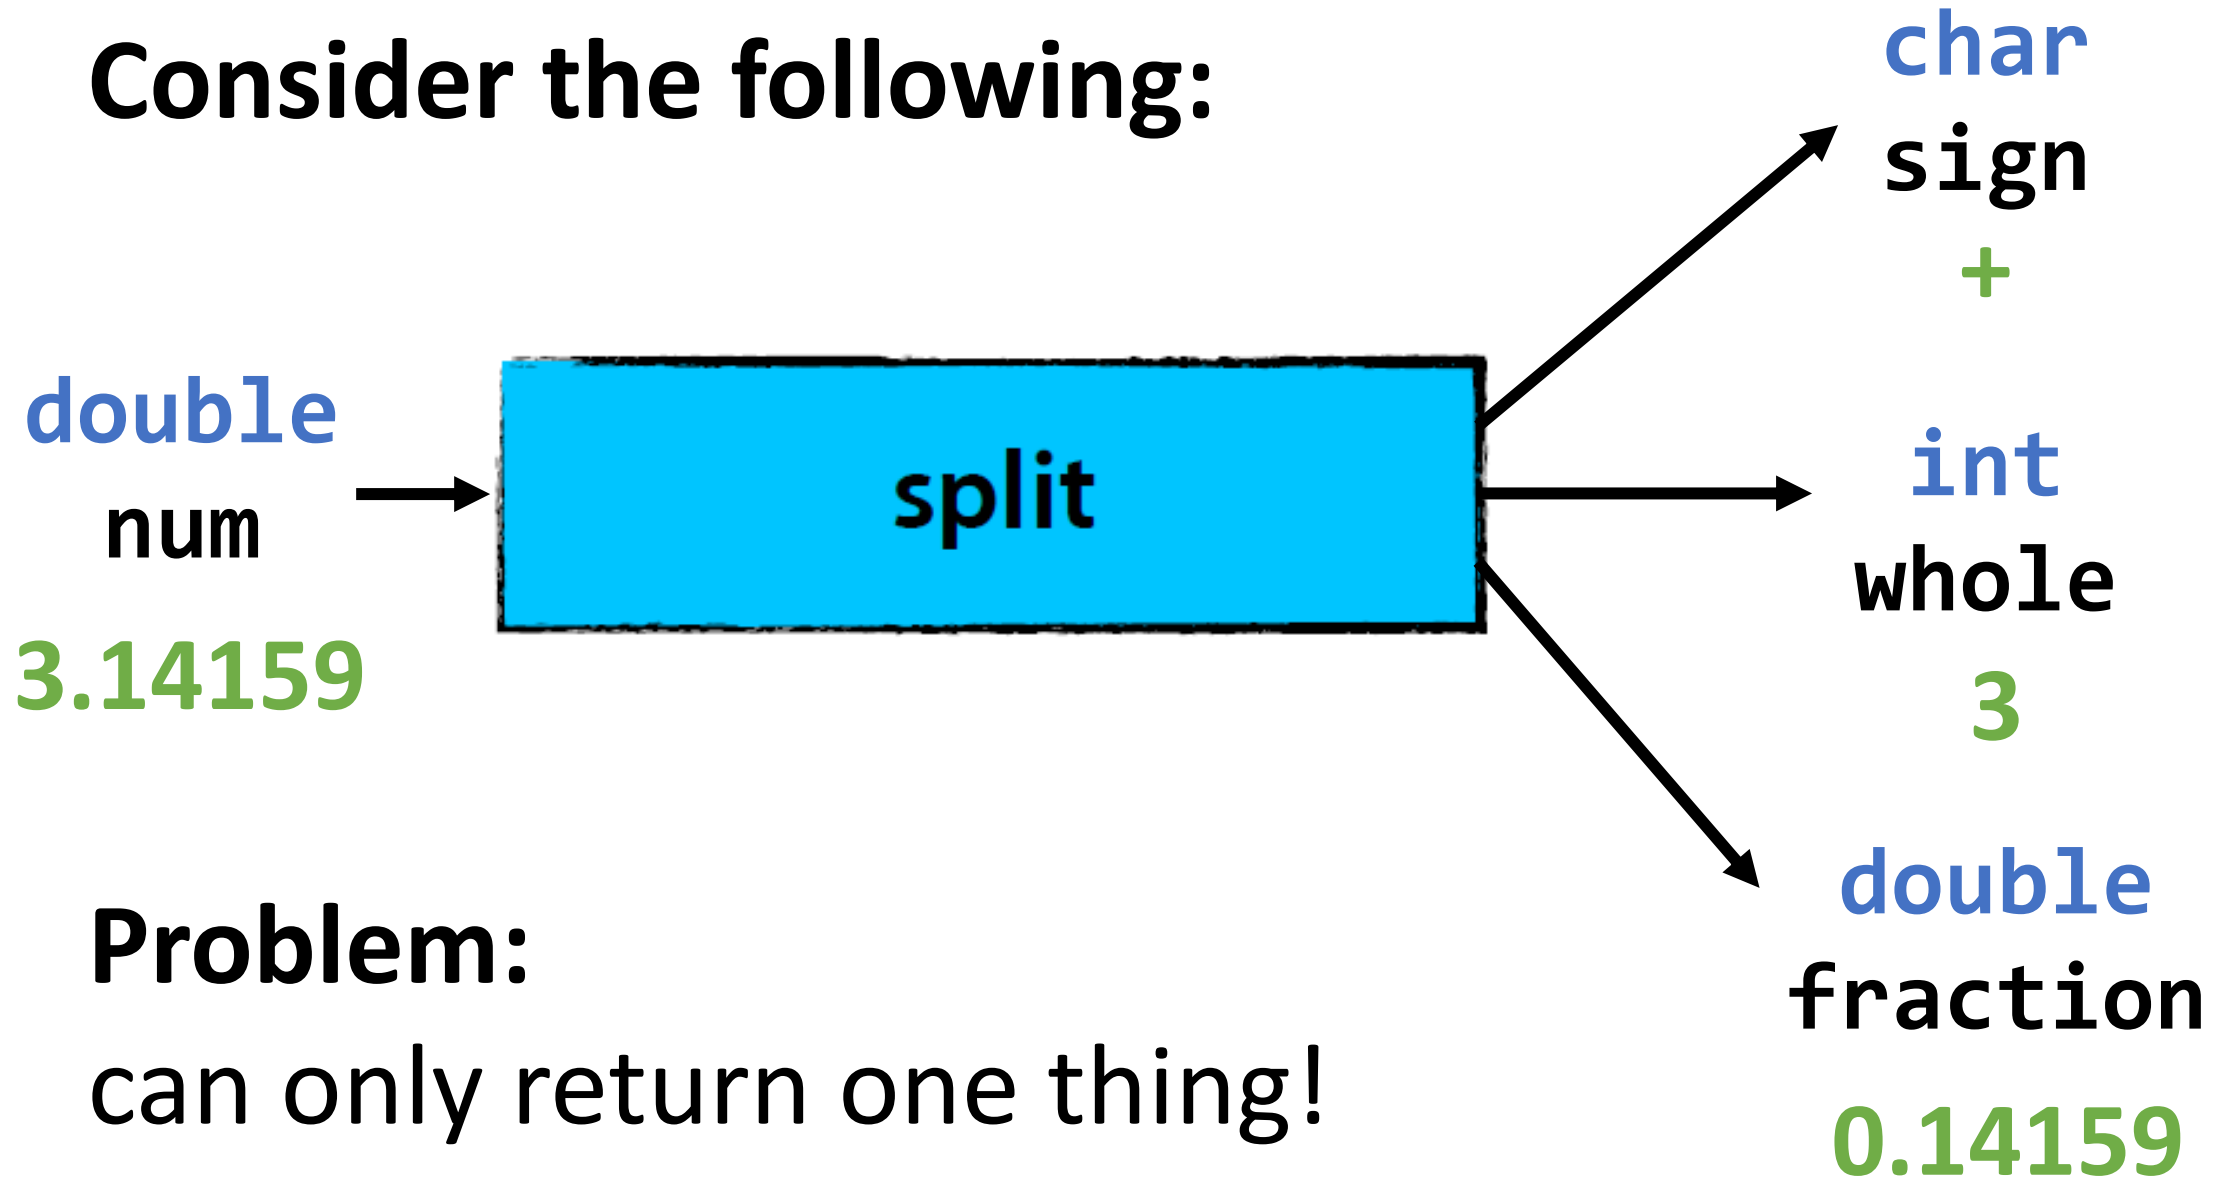 Consider the following:
double
num
3.14159
split
char
sign
+
int
whole
3
double
fraction
0.14159
Problem:
can only return one thing!